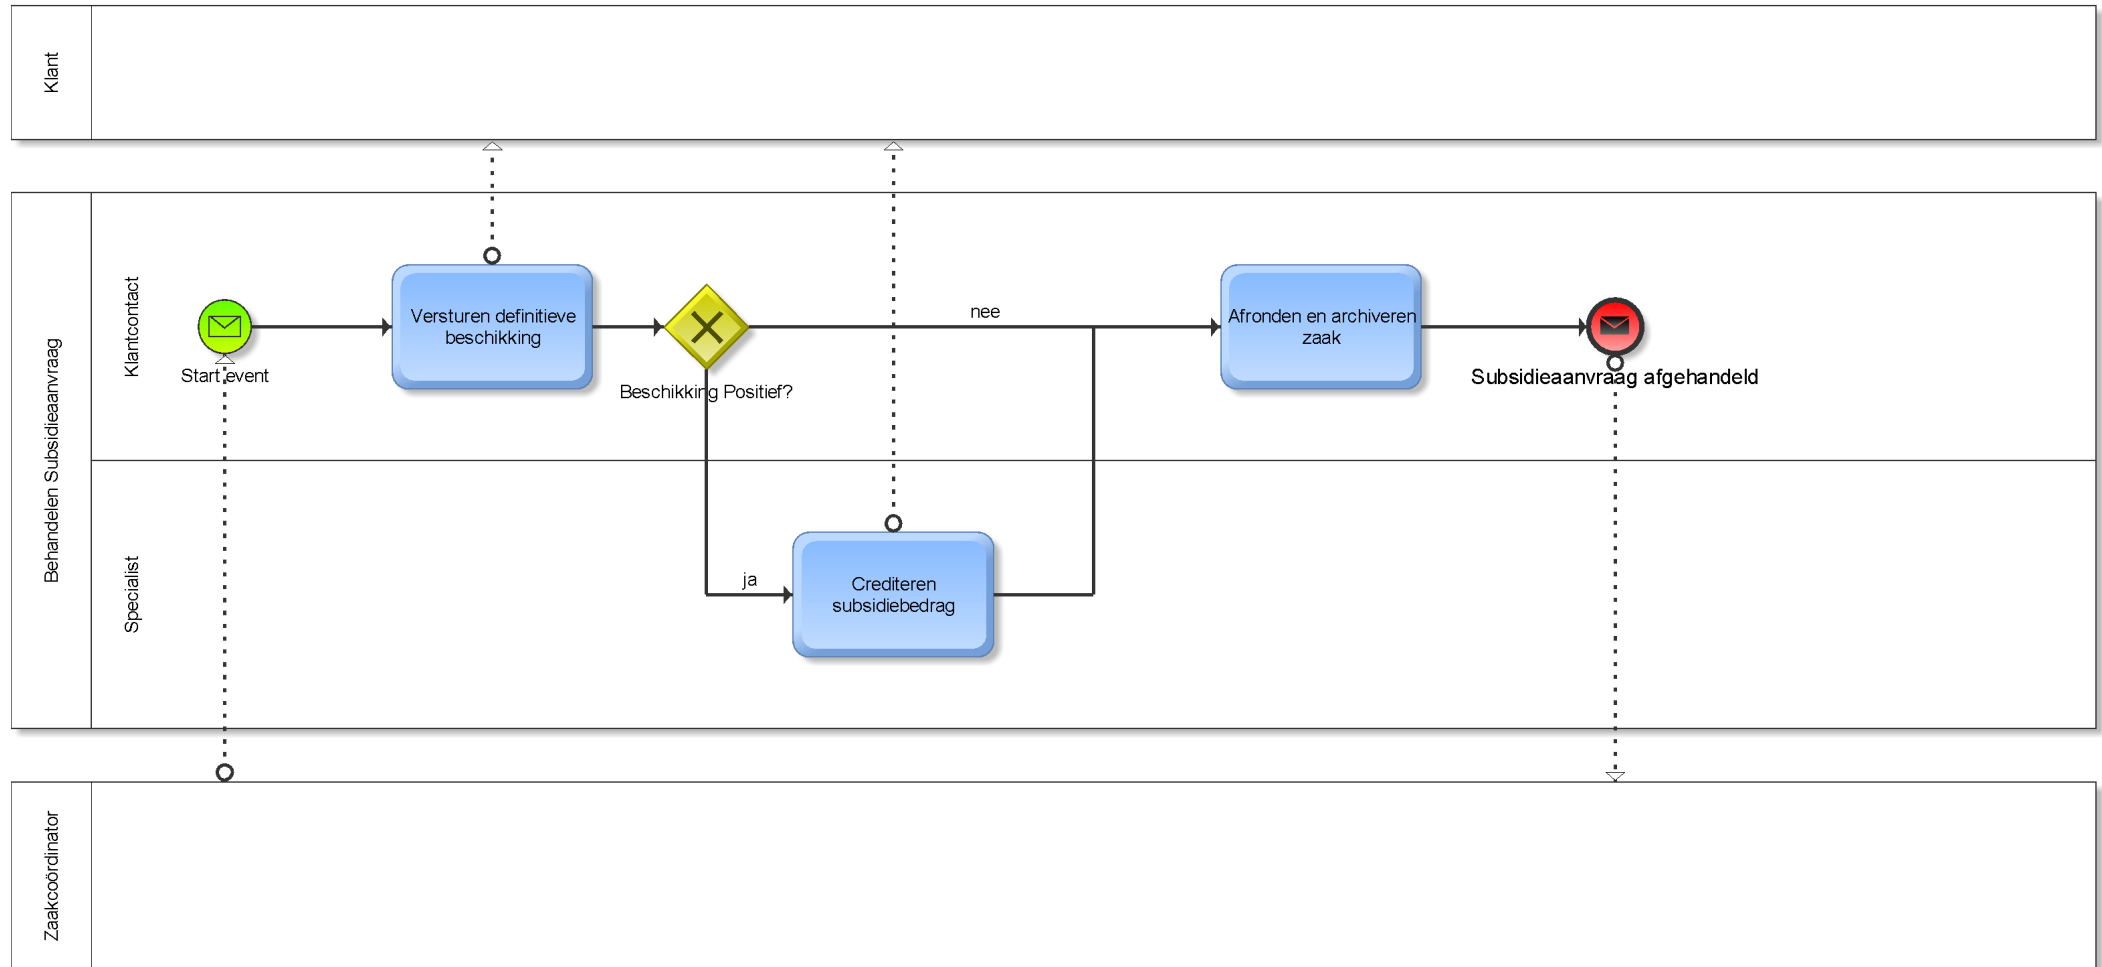 Klant
Behandelen Subsidieaanvraag
Klantcontact
Start event
Versturen definitieve
beschikking
Beschikking Positief?
nee
Afronden en archiveren
zaak
Subsidieaanvraag afgehandeld
Specialist
ja
Crediteren
subsidiebedrag
Zaakcoördinator